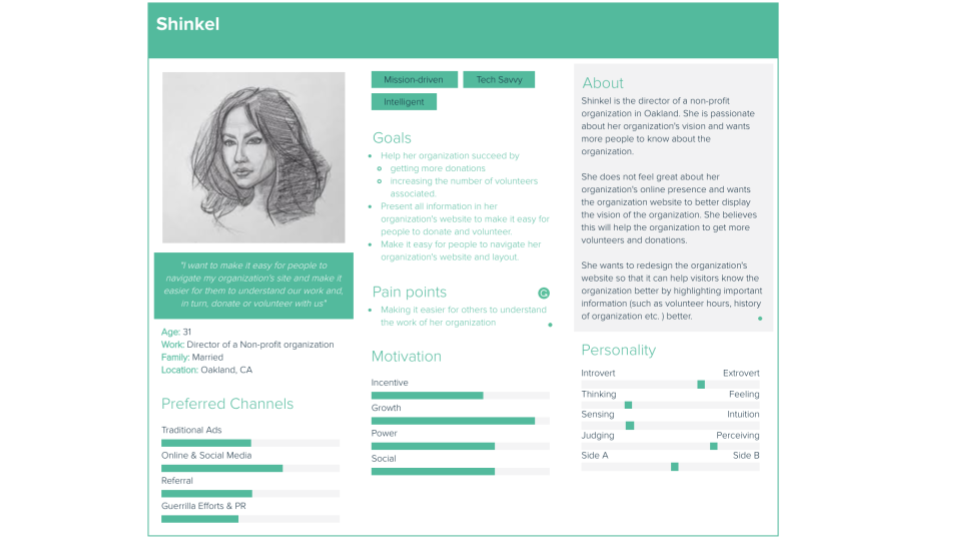 Shinkel
"I want to make it easy for people to
navigate my organization's site and make it
easier for them to understand our work and,
in turn, donate or volunteer with us"
Age: 31
Work: Director of a Non-profit organization
Family: Married
Location: Oakland, CA
Preferred Channels
Traditional Ads
Online & Social Media
Referral
Guerrilla Efforts & PR
Mission-driven
Tech Savvy
Intelligent
Goals
Help her organization succeed by
getting more donations
increasing the number of volunteers
associated.
Present all information in her
organization's website to make it easy for
people to donate and volunteer.
Make it easy for people to navigate her
organization's website and layout.
Pain points
Making it easier for others to understand
the work of her organization
Motivation
Incentive
Growth
Power
Social
About
Shinkel is the director of a non-profit
organization in Oakland. She is passionate
about her organization's vision and wants
more people to know about the
organization.
She does not feel great about her
organization's online presence and wants
the organization website to better display
the vision of the organization. She believes
this will help the organization to get more
volunteers and donations.
She wants to redesign the organization's
website so that it can help visitors know the
organization better by highlighting important
information (such as volunteer hours, history
of organization etc. ) better.
Personality
Introvert Extrovert
Thinking Feeling
Sensing Intuition
Judging Perceiving
Side A Side B